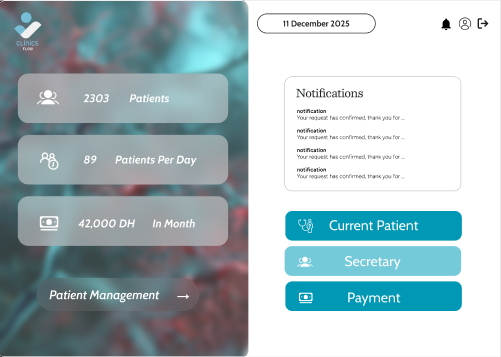 CLINICS
FLOW
2303 Patients
89 Patients Per Day
42,000 DH In Month
Patient Management →
11 December 2025
Notifications
notification
Your request has confirmed, thank you for ...
notification
Your request has confirmed, thank you for ...
notification
Your request has confirmed, thank you for ...
notification
Your request has confirmed, thank you for ...
Current Patient
Secretary
Payment